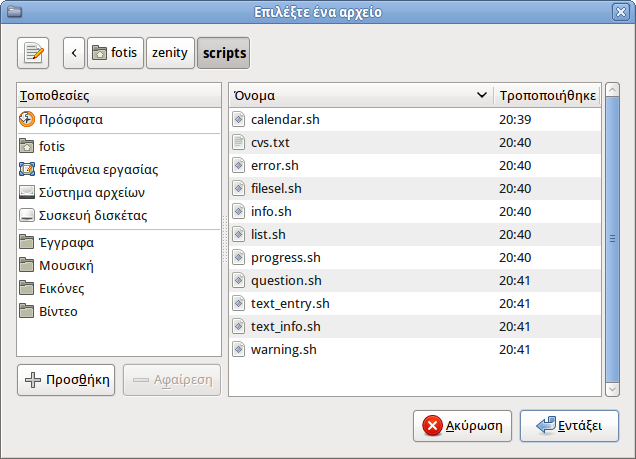 Επιλέξτε ένα αρχείο
fotis zenity scripts
Τοποθεσίες
Πρόσφατα
fotis
Επιφάνεια εργασίας
Σύστημα αρχείων
Συσκευή δισκέτας
Έγγραφα
Μουσική
Εικόνες
Βίντεο
Προσθήκη Αφαίρεση
Όνομα Τροποποιήθηκε
calendar.sh 20:39
cvs.txt 20:40
error.sh 20:40
filesel.sh 20:40
info.sh 20:40
list.sh 20:40
progress.sh 20:40
question.sh 20:41
text_entry.sh 20:41
text_info.sh 20:41
warning.sh 20:41
Ακύρωση Εντάξει